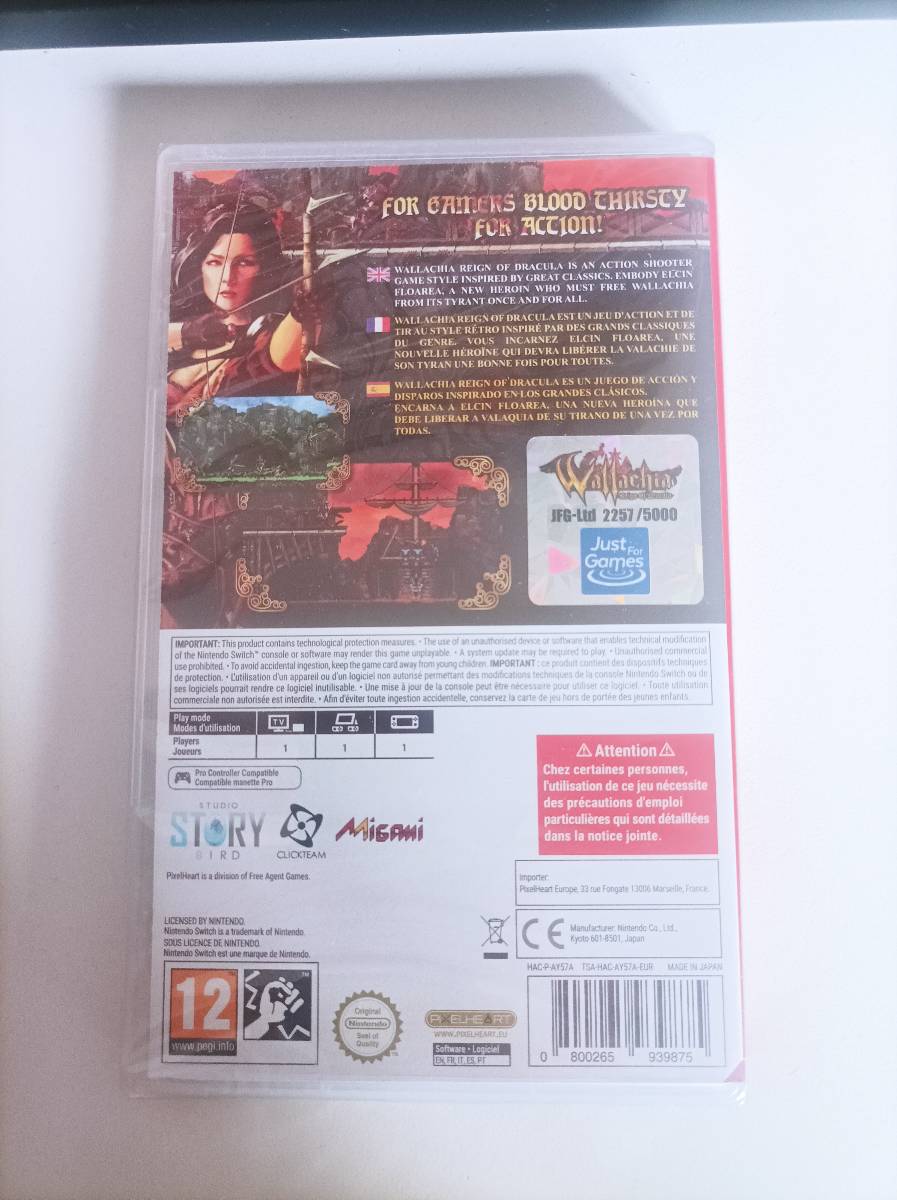 FOR GAMERS BLOOD THIRSTY
FOR ACTION!
WALLACHIA REIGN OF DRACULA IS AN ACTION SHOOTER
GAME STYLE INSPIRED BY GREAT CLASSICS. EMBODY ELCIN
FLOAREA, A NEW HEROIN WHO MUST FREE WALLACHIA
FROM ITS TYRANT ONCE AND FOR ALL.
WALLACHIA REIGN OF DRACULA EST UN JEU D'ACTION ET DE
TIR AU STYLE RÉTRO INSPIRÉ PAR DES GRANDS CLASSIQUES
DU GENRE. VOUS INCARNEZ ELCIN FLOAREA, UNE
NOUVELLE HÉROÏNE QUI DEVRA LIBÉRER LA VALACHIE DE
SON TYRAN UNE BONNE FOIS POUR TOUTES.
WALLACHIA REIGN OF DRACULA ES UN JUEGO DE ACCIÓN Y
DISPAROS INSPIRADO EN LOS GRANDES CLÁSICOS.
ENCARNA A ELCIN FLOAREA, UNA NUEVA HEROÍNA QUE
DEBE LIBERAR A VALAQUIA DE SU TIRANO DE UNA VEZ POR
TODAS.
Wallachia
Reign of Dracula
JFG-Ltd 2257/5000
Just For
Games
IMPORTANT: This product contains technological protection measures. • The use of an unauthorised device or software that enables technical modification
of the Nintendo Switch™ console or software may render this game unplayable. • A system update may be required to play. • Unauthorised commercial
use prohibited. • To avoid accidental ingestion, keep the game card away from young children. IMPORTANT : ce produit contient des dispositifs techniques
de protection. • L'utilisation d'un appareil ou d'un logiciel non autorisé permettant des modifications techniques de la console Nintendo Switch ou de
ses logiciels pourrait rendre ce logiciel inutilisable. • Une mise à jour de la console peut être nécessaire pour utiliser ce logiciel. • Toute utilisation
commerciale non autorisée est interdite. • Afin d'éviter toute ingestion accidentelle, conservez la carte de jeu hors de portée des jeunes enfants.
Play mode
Modes d'utilisation
TV
Players
Joueurs
1
1
1
Pro Controller Compatible
Compatible manette Pro
STUDIO
STORY
BIRD
CLICKTEAM
MIGAMI
PixelHeart is a division of Free Agent Games.
Attention
Chez certaines personnes,
l'utilisation de ce jeu nécessite
des précautions d'emploi
particulières qui sont détaillées
dans la notice jointe.
Importer:
PixelHeart Europe, 33 rue Fongate 13006 Marseille, France.
LICENSED BY NINTENDO.
Nintendo Switch is a trademark of Nintendo.
SOUS LICENCE DE NINTENDO.
Nintendo Switch est une marque de Nintendo.
CE
Manufacturer: Nintendo Co., Ltd.,
Kyoto 601-8501, Japan
HAC-P-AY57A TSA-HAC-AY57A-EUR MADE IN JAPAN
12
www.pegi.info
TM
Original
Nintendo
Seal of
Quality
TM
PIXELHEART
WWW.PIXELHEART.EU
Software • Logiciel
EN, FR, IT, ES, PT
0 800265 939875